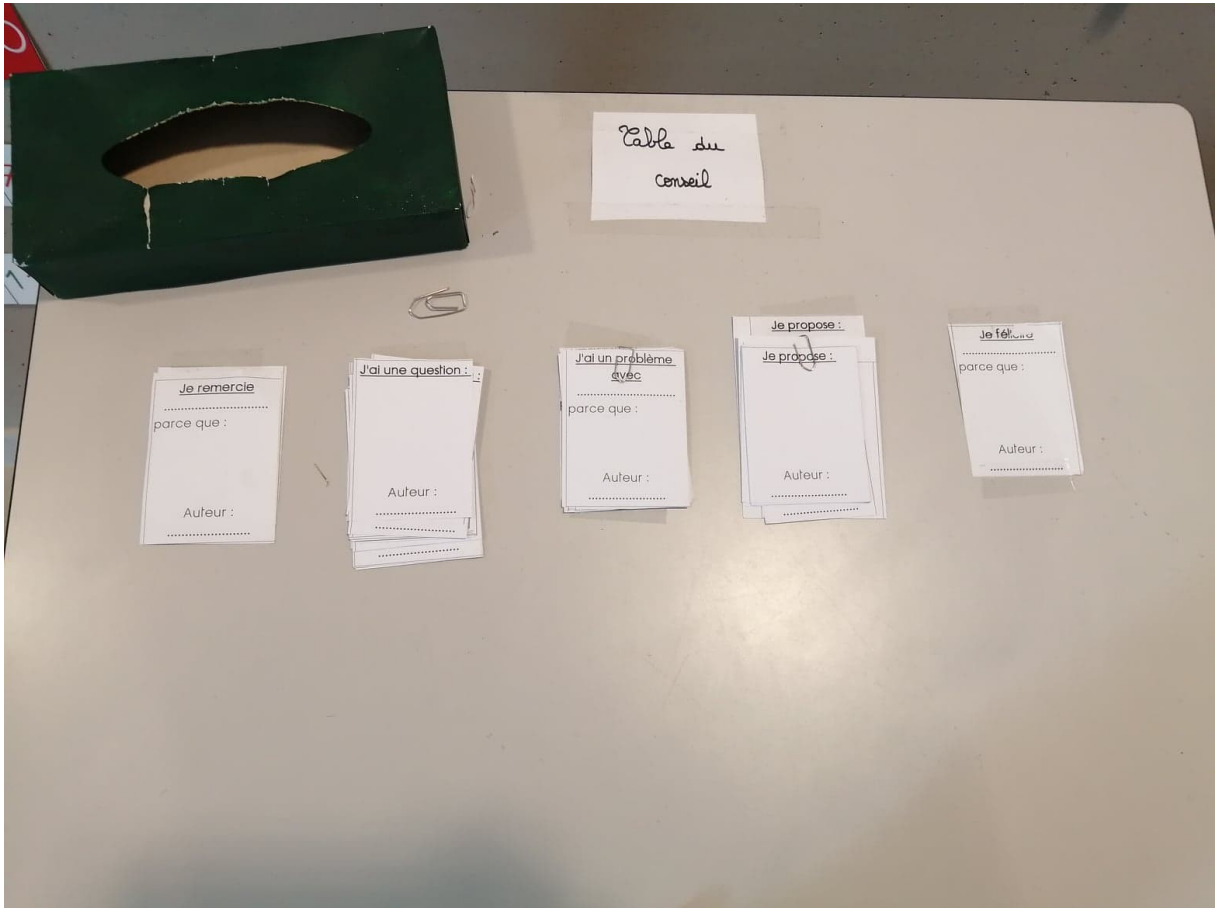 Table du
conseil
Je remercie
parce que :
Auteur :
J'ai une question :
Auteur :
J'ai un problème
avec
parce que :
Auteur :
Je propose :
Je propose :
Auteur :
Je
parce que :
Auteur :